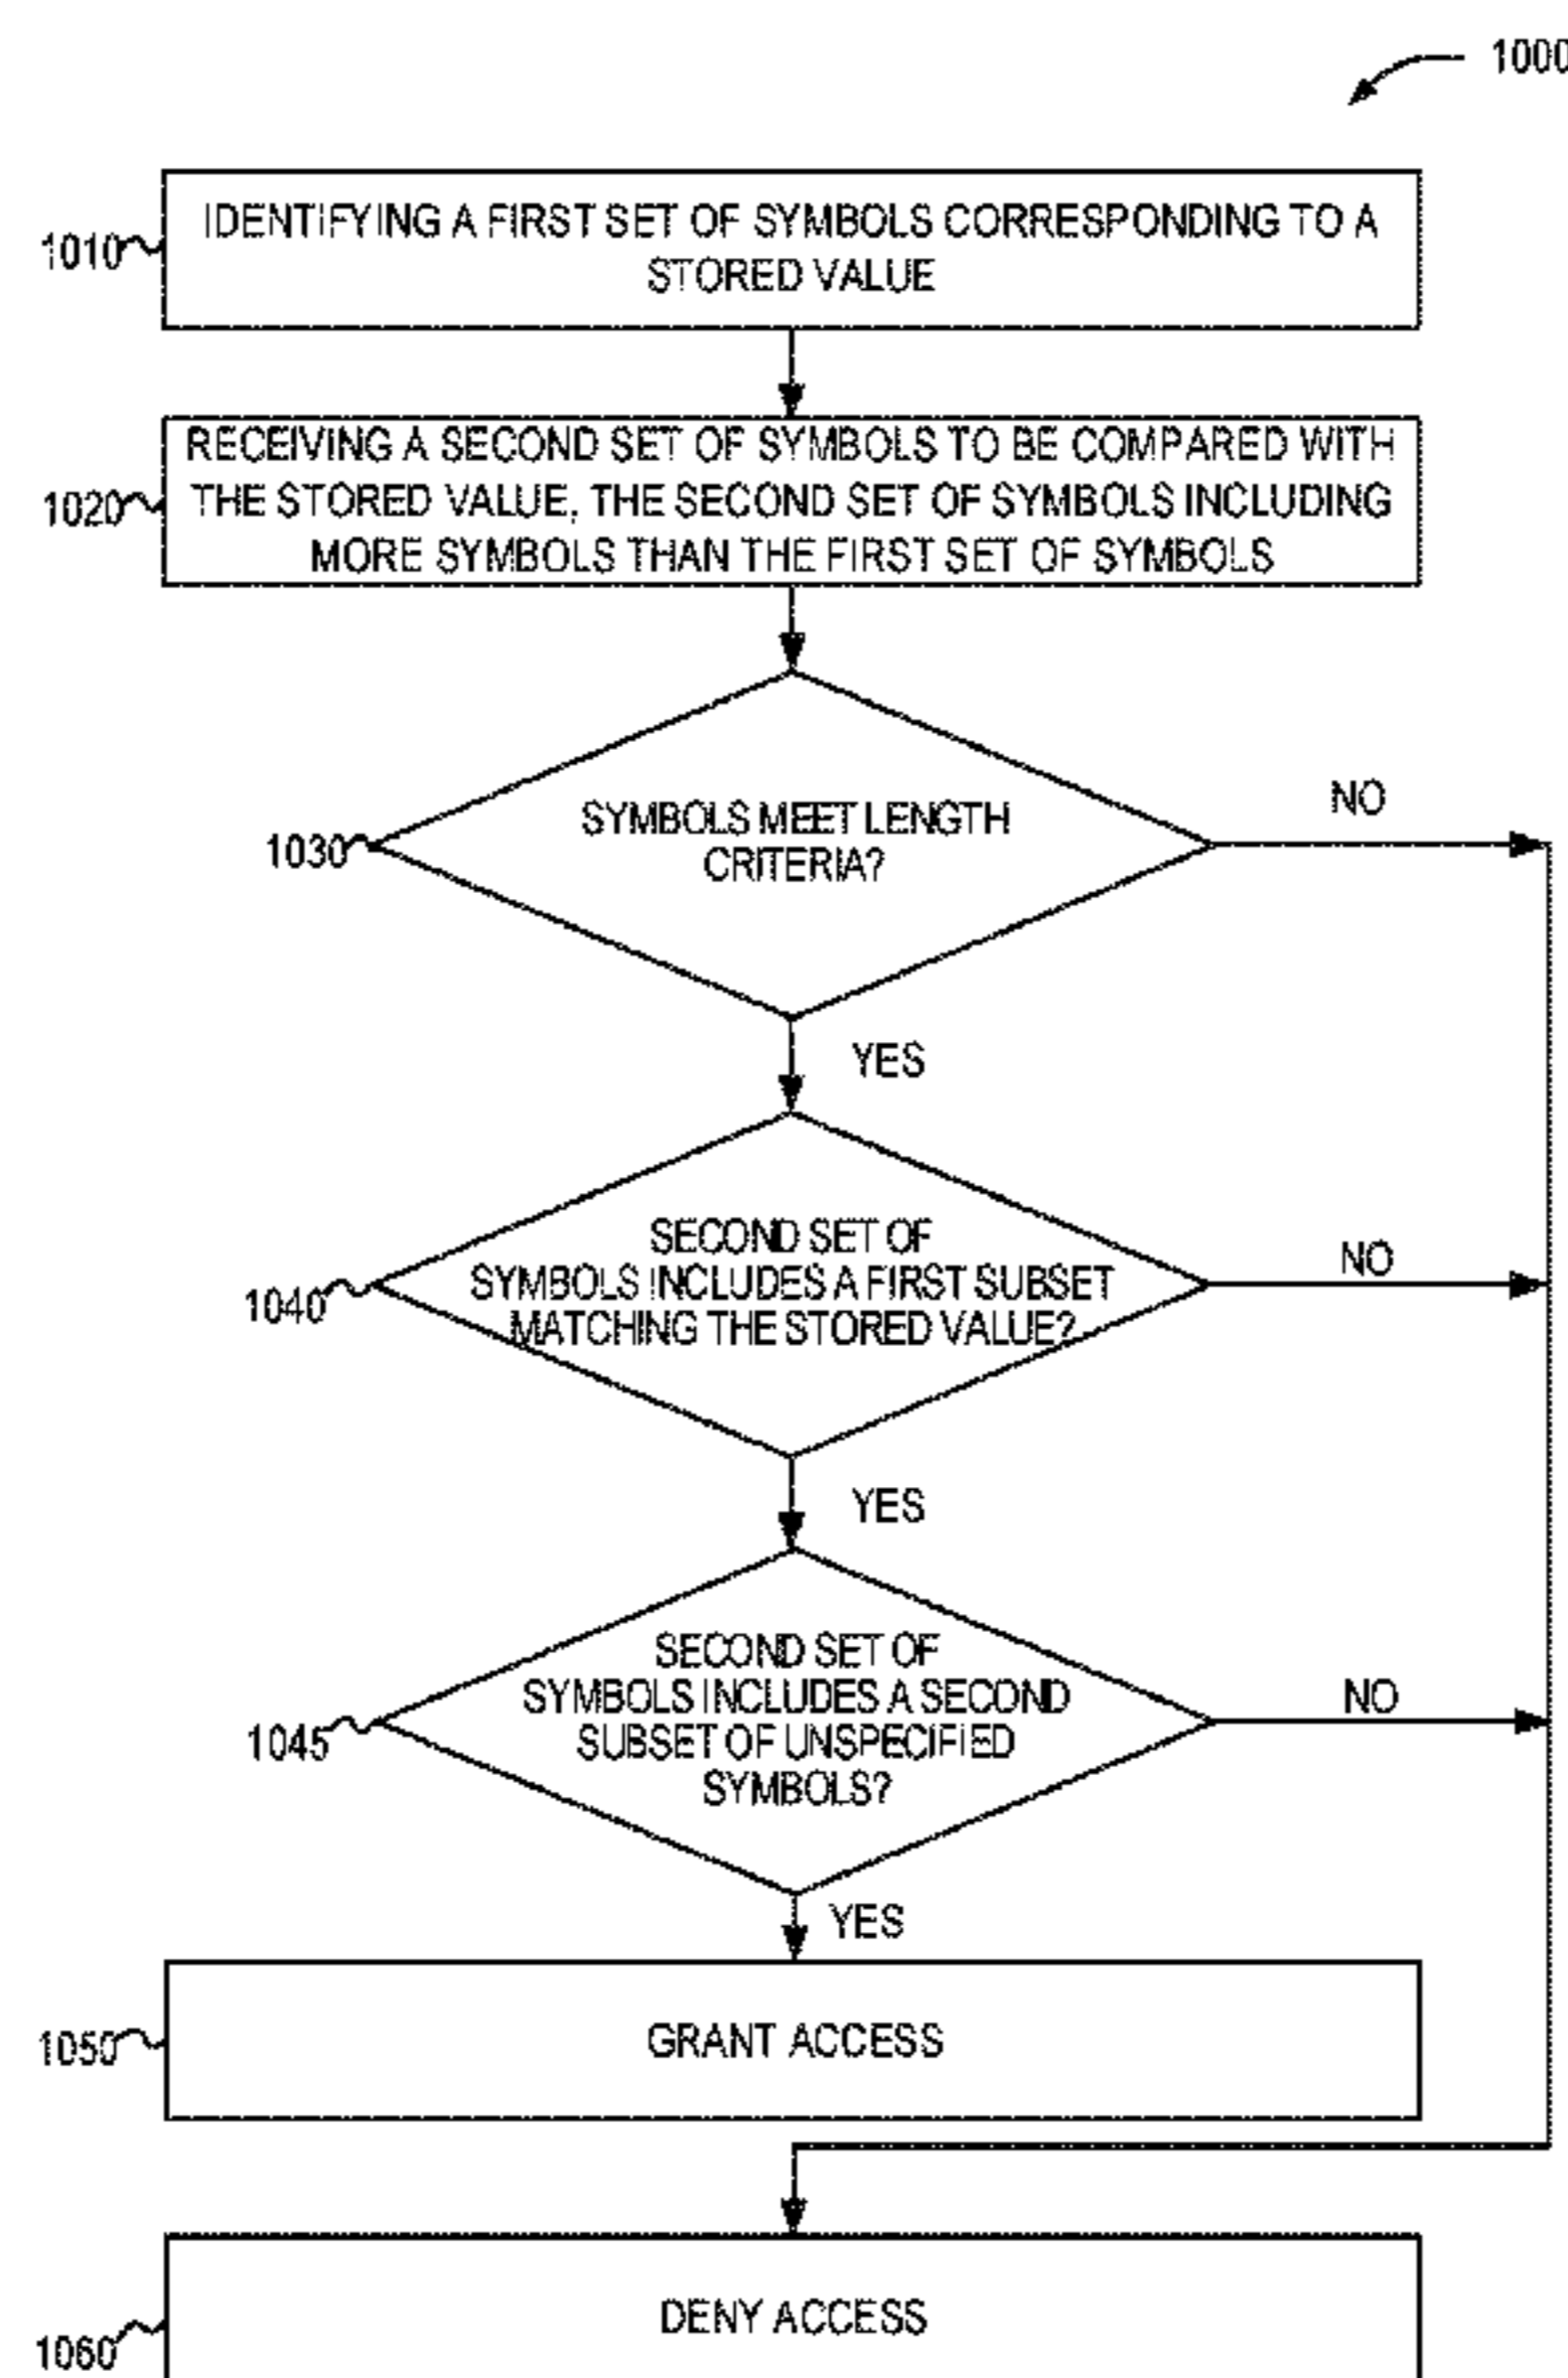 1000
IDENTIFYING A FIRST SET OF SYMBOLS CORRESPONDING TO A
STORED VALUE
1010
RECEIVING A SECOND SET OF SYMBOLS TO BE COMPARED WITH
THE STORED VALUE, THE SECOND SET OF SYMBOLS INCLUDING
MORE SYMBOLS THAN THE FIRST SET OF SYMBOLS
1020
SYMBOLS MEET LENGTH
CRITERIA?
1030
NO
YES
SECOND SET OF
SYMBOLS INCLUDES A FIRST SUBSET
MATCHING THE STORED VALUE?
1040
NO
YES
SECOND SET OF
SYMBOLS INCLUDES A SECOND
SUBSET OF UNSPECIFIED
SYMBOLS?
1045
NO
YES
GRANT ACCESS
1050
DENY ACCESS
1060